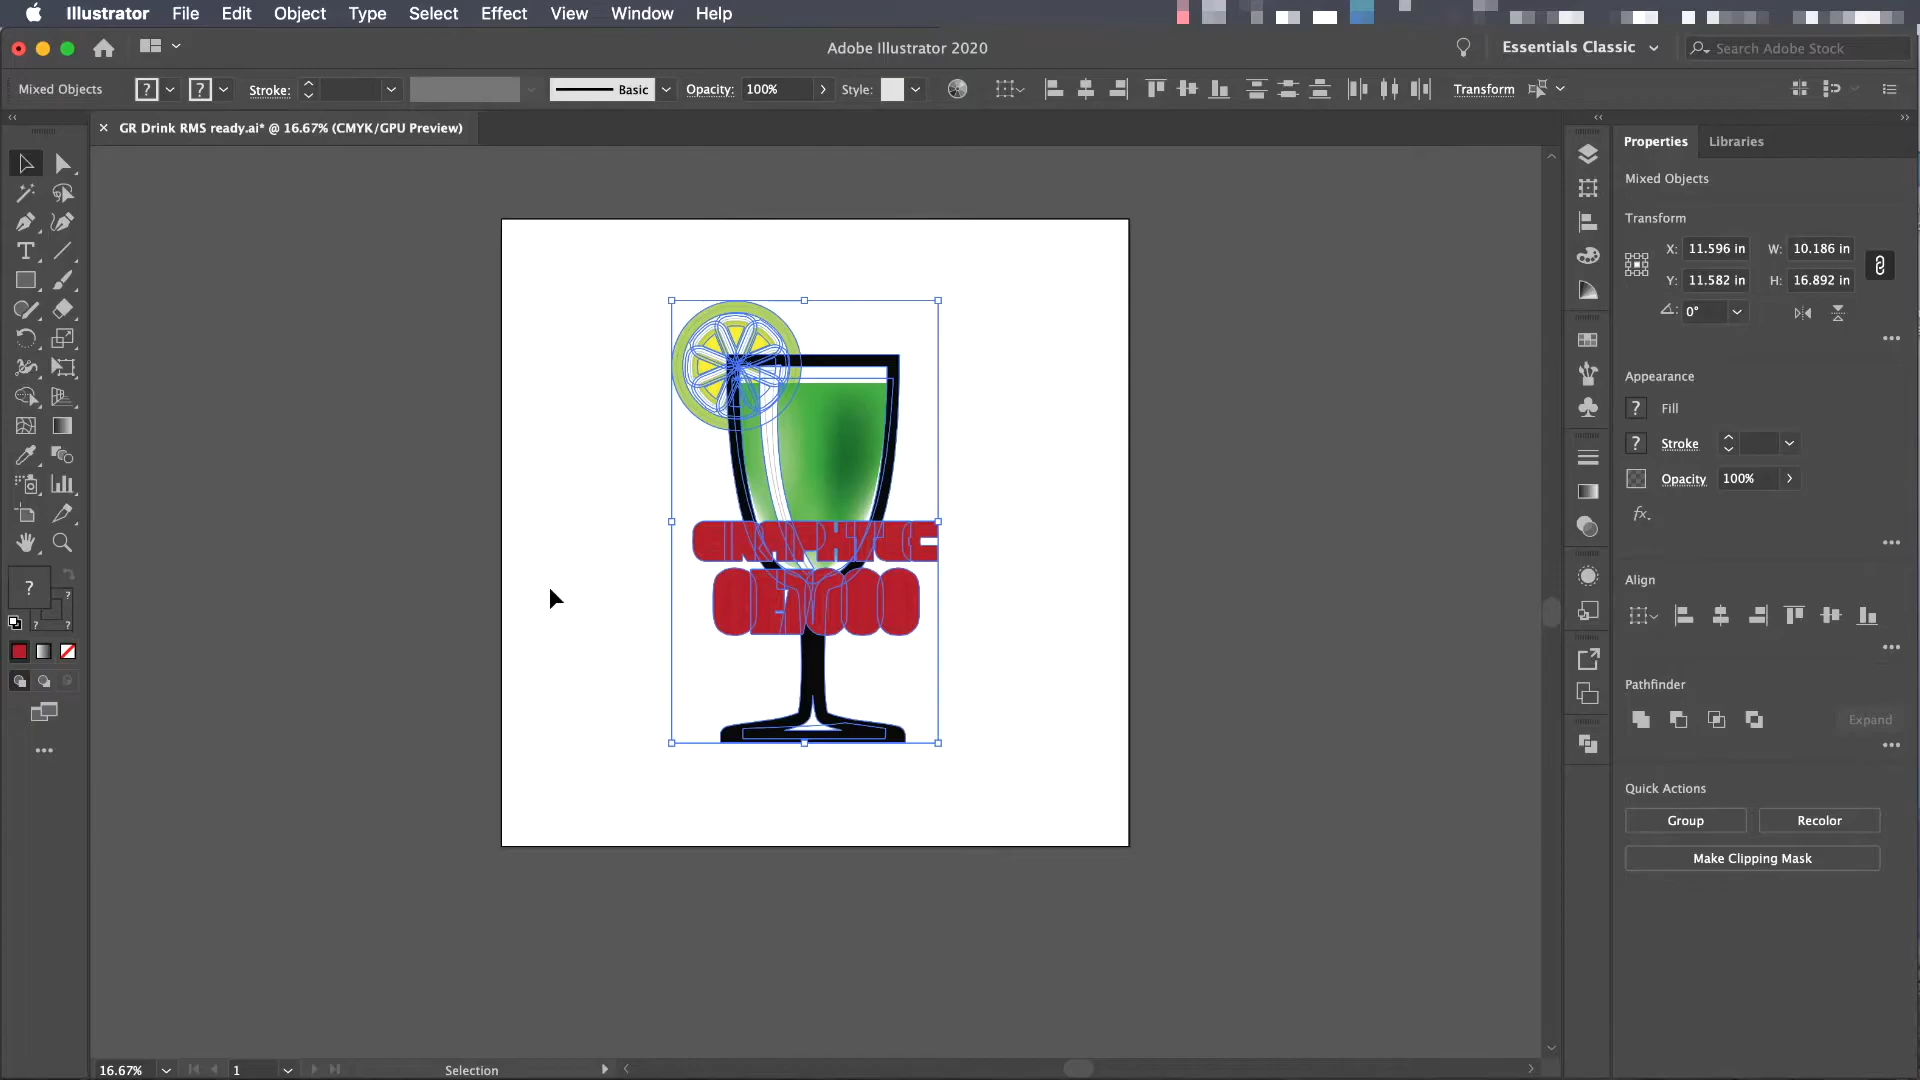 Illustrator File Edit Object Type Select Effect View Window Help
Adobe Illustrator 2020
Essentials Classic
Search Adobe Stock
Mixed Objects ? ? Stroke: Basic Opacity: 100% Style: Transform
× GR Drink RMS ready.ai* @ 16.67% (CMYK/GPU Preview)
Properties Libraries
Mixed Objects
Transform
X: 11.596 in W: 10.186 in
Y: 11.582 in H: 16.892 in
0°
Appearance
? Fill
? Stroke
Opacity 100%
fx.
Align
Pathfinder
Expand
Quick Actions
Group Recolor
Make Clipping Mask
GRAPHIC
?
?
? ?
16.67% 1 Selection